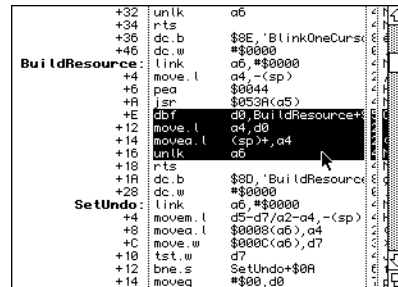 +32 unlk a6
+34 rts
+36 dc.b $8E,'BlinkOneCurs
+46 dc.w #$0000
BuildResource: link a6,#$0000
+4 move.l a4,-(sp)
+6 pea $0044
+A jsr $053A(a5)
+E dbf d0,BuildResource+
+12 move.l a4,d0
+14 movea.l (sp)+,a4
+16 unlk a6
+18 rts
+1A dc.b $8D,'BuildResource
+28 dc.w #$0000
SetUndo: link a6,#$0000
+4 movem.l d5-d7/a2-a4,-(sp)
+8 movea.l $0008(a6),a4
+C move.w $000C(a6),d7
+10 tst.w d7
+12 bne.s SetUndo+$0A
+14 moveq #$00,d0